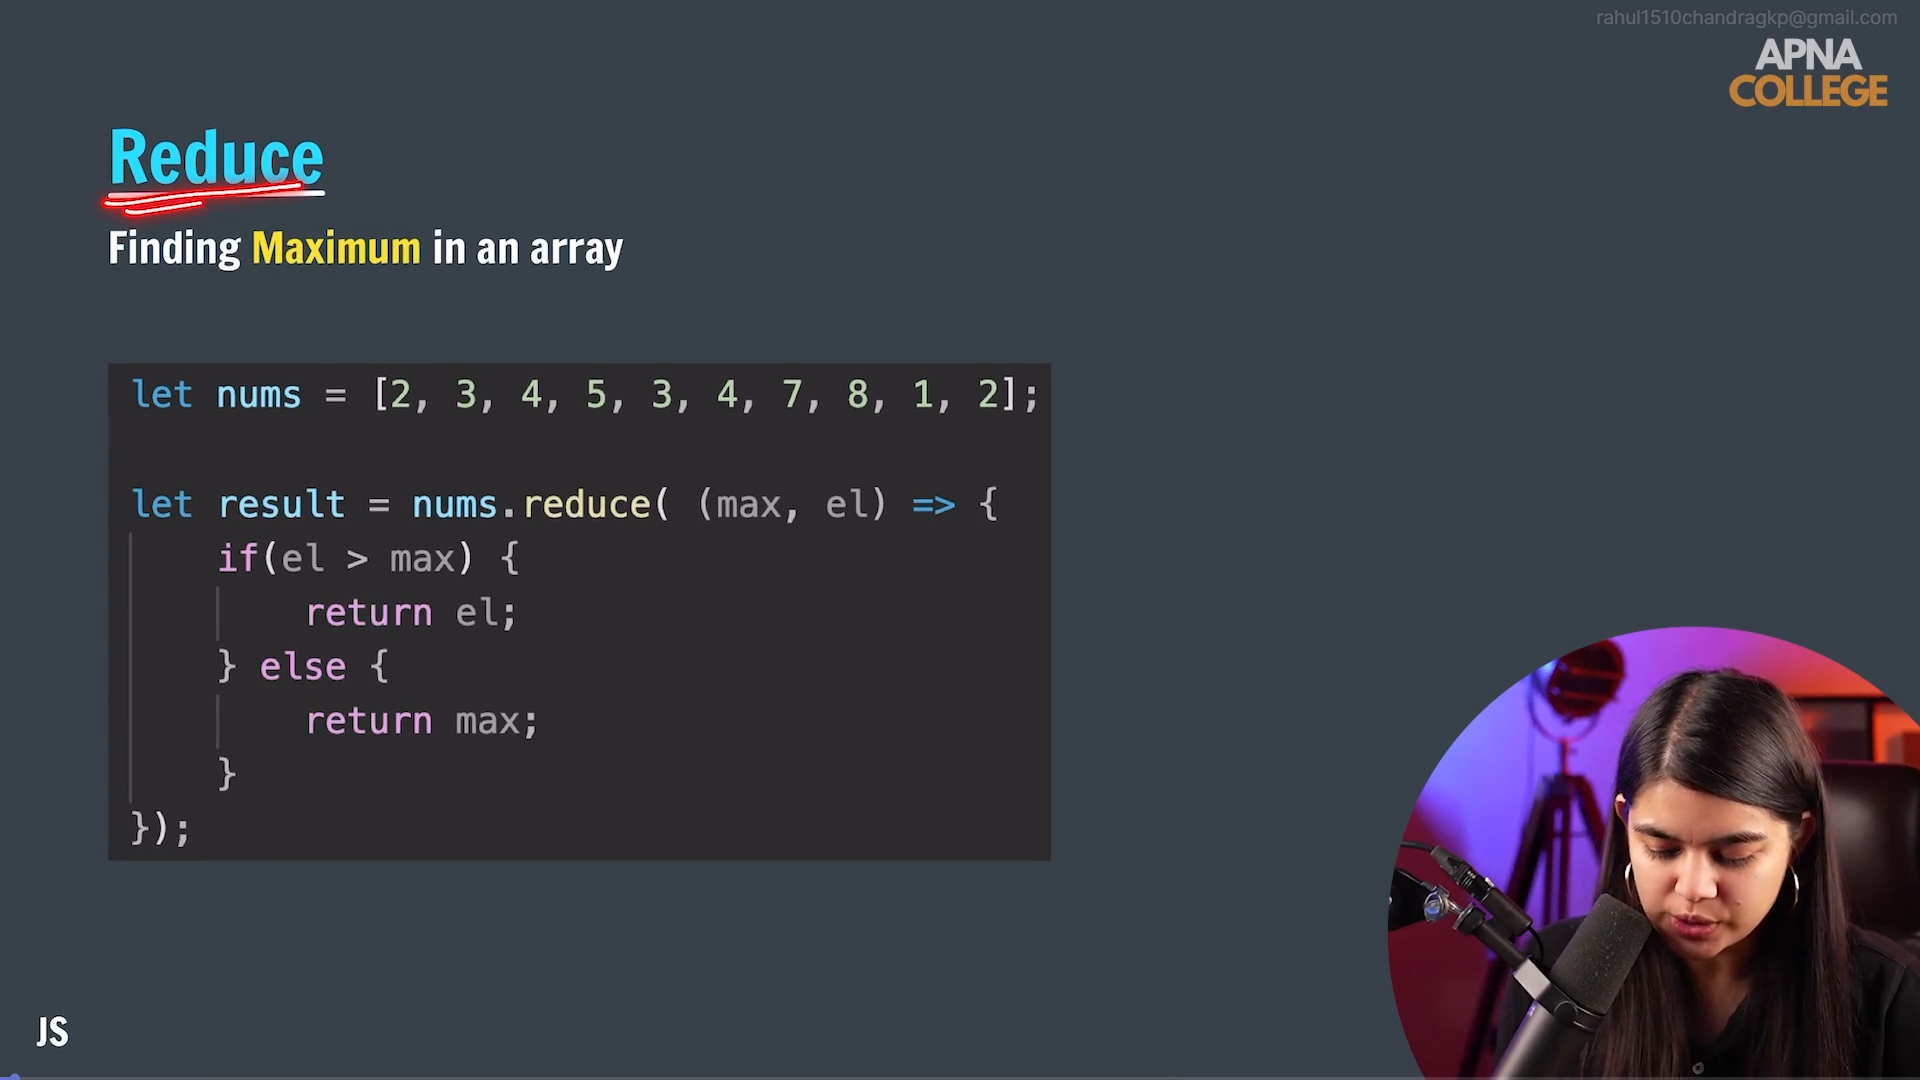 rahul1510chandragkp@gmail.com
APNA
COLLEGE
Reduce
Finding Maximum in an array
let nums = [2, 3, 4, 5, 3, 4, 7, 8, 1, 2];
let result = nums.reduce( (max, el) => {
if(el > max) {
return el;
} else {
return max;
}
});
JS